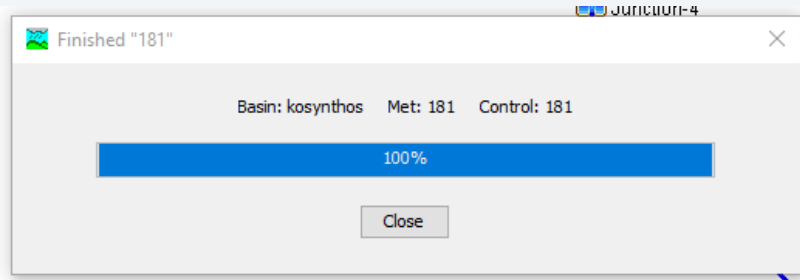 Junction-4
Finished "181"
Basin: kosynthos Met: 181 Control: 181
100%
Close